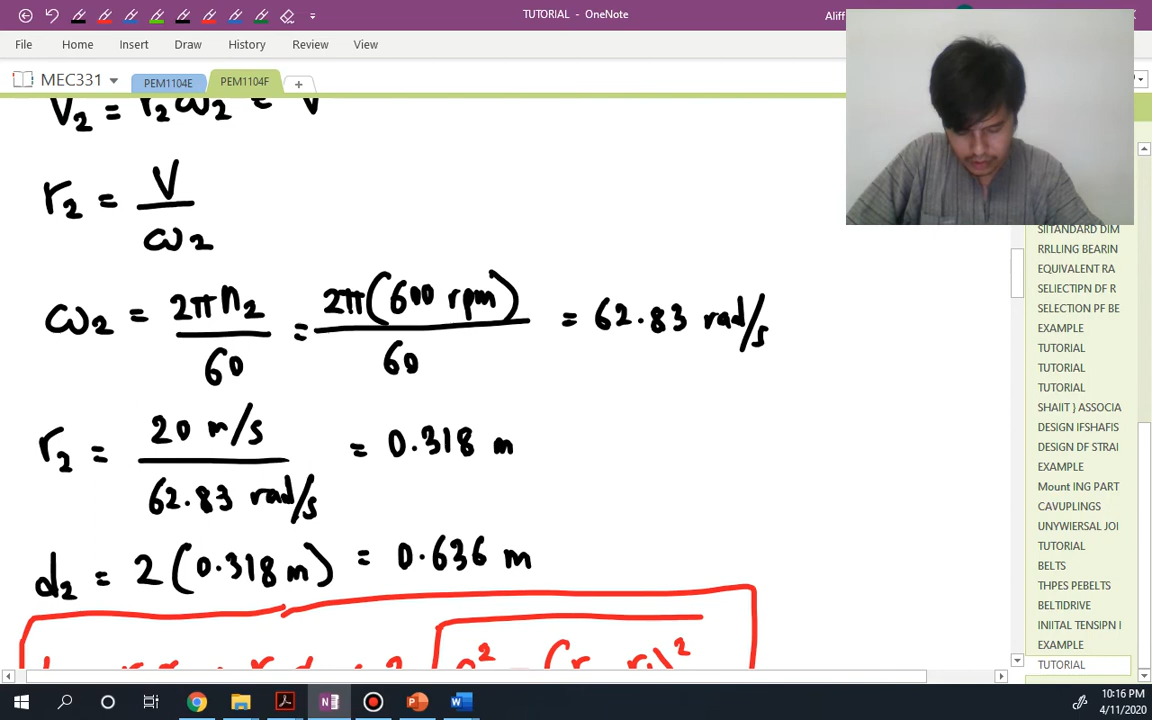 TUTORIAL - OneNote
Aliff
File Home Insert Draw History Review View
MEC331
PEM1104E
PEM1104F
V₂ = r₂ω₂ = V
r₂ = V / ω₂
ω₂ = 2πn₂ / 60 = 2π(600 rpm) / 60 = 62.83 rad/s
r₂ = 20 m/s / 62.83 rad/s = 0.318 m
d₂ = 2(0.318 m) = 0.636 m
SIITANDARD DIM
RRLLING BEARIN
EQUIVALENT RA
SELIECTIPN DF R
SELECTION PF BE
EXAMPLE
TUTORIAL
TUTORIAL
TUTORIAL
SHAIIT } ASSOCIA
DESIGN IFSHAFIS
DESIGN DF STRAI
EXAMPLE
Mount ING PART
CAVUPLINGS
UNYWIERSAL JOI
TUTORIAL
BELTS
THPES PEBELTS
BELTIDRIVE
INIITAL TENSIPN I
EXAMPLE
TUTORIAL
10:16 PM
4/11/2020